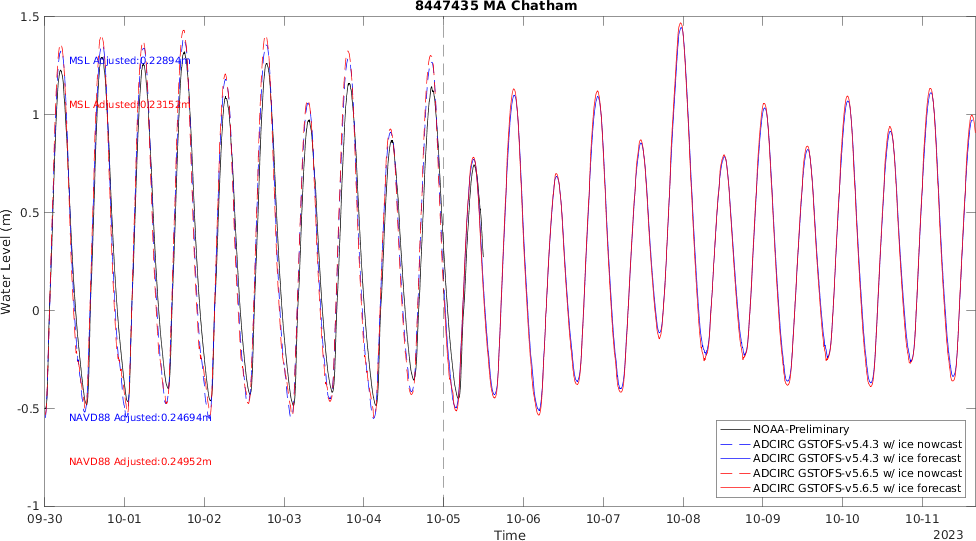 8447435 MA Chatham
1.5
1
0.5
0
-0.5
-1
Water Level (m)
MSL Adjusted:0.22894m
MSL Adjusted:0.23152m
NAVD88 Adjusted:0.24694m
NAVD88 Adjusted:0.24952m
NOAA-Preliminary
ADCIRC GSTOFS-v5.4.3 w/ ice nowcast
ADCIRC GSTOFS-v5.4.3 w/ ice forecast
ADCIRC GSTOFS-v5.6.5 w/ ice nowcast
ADCIRC GSTOFS-v5.6.5 w/ ice forecast
09-30 10-01 10-02 10-03 10-04 10-05 10-06 10-07 10-08 10-09 10-10 10-11
Time
2023